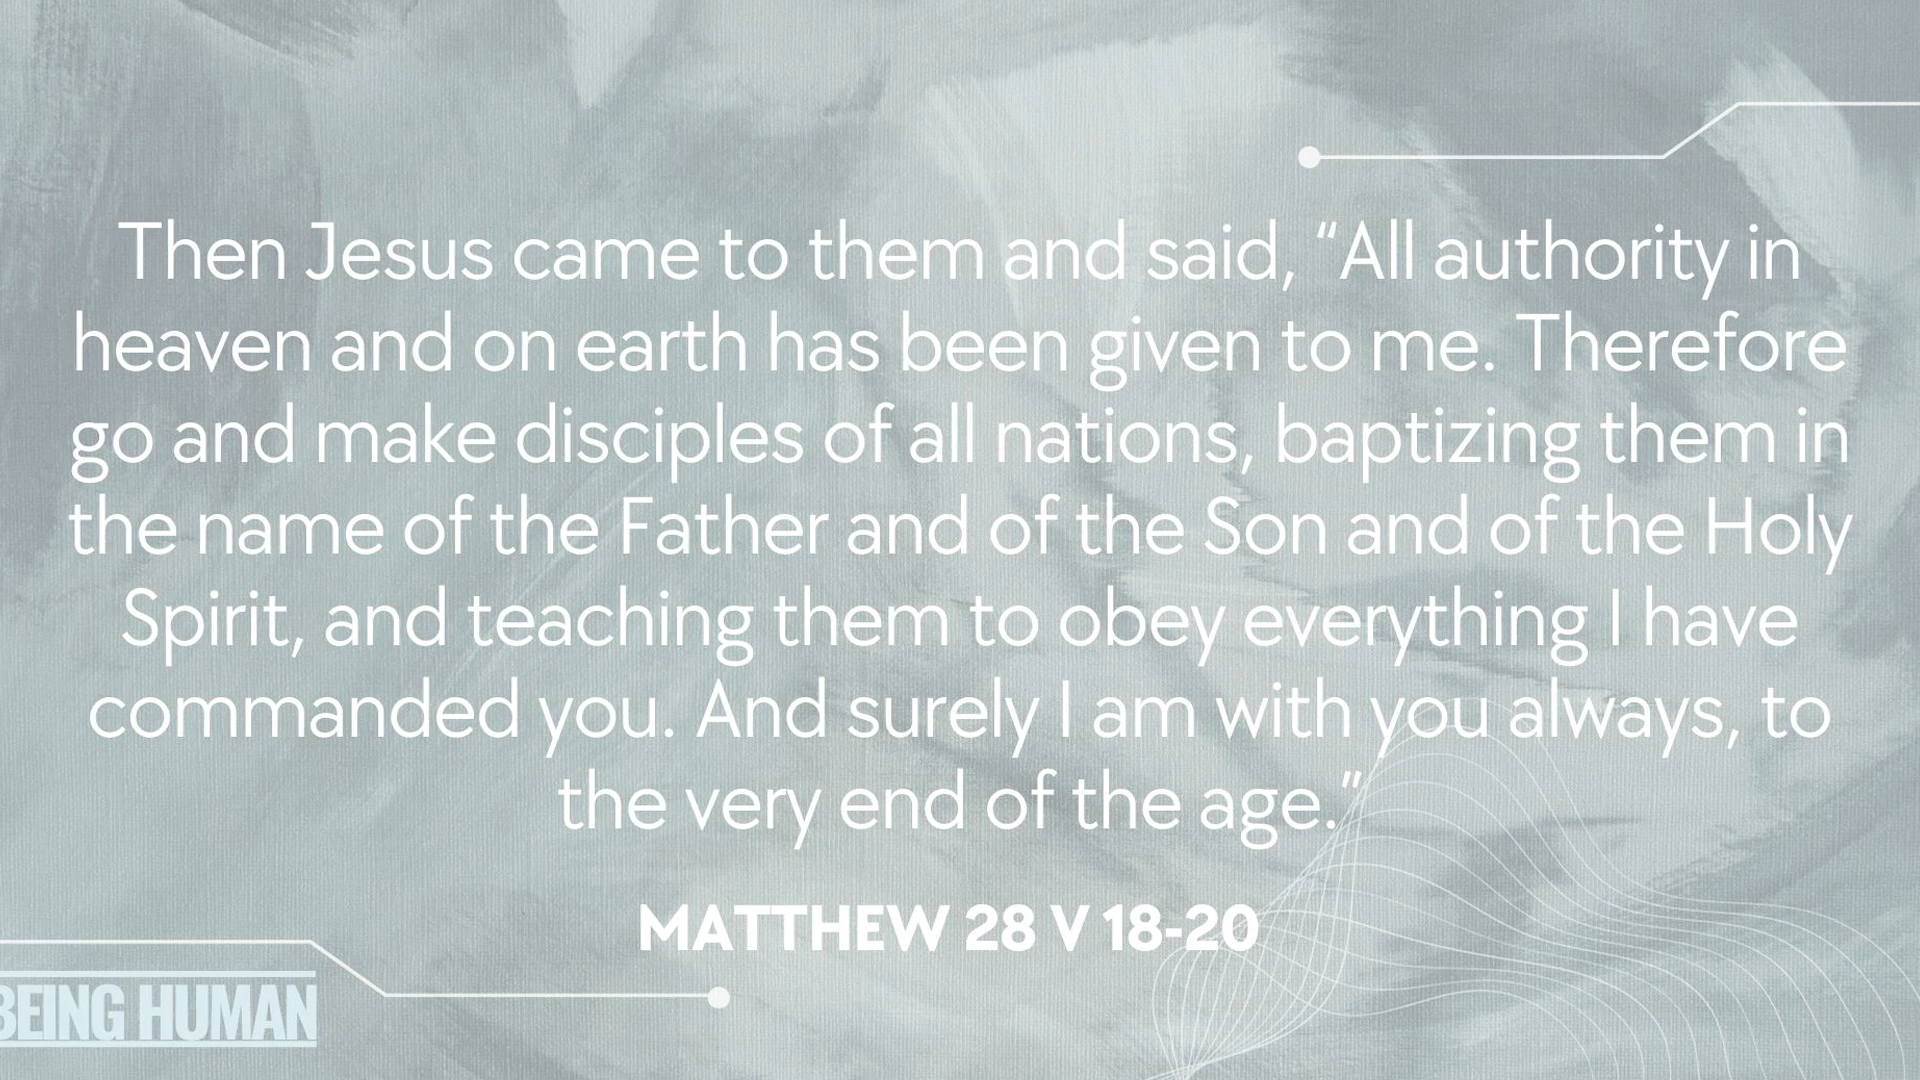 Then Jesus came to them and said, “All authority in
heaven and on earth has been given to me. Therefore
go and make disciples of all nations, baptizing them in
the name of the Father and of the Son and of the Holy
Spirit, and teaching them to obey everything I have
commanded you. And surely I am with you always, to
the very end of the age.”
MATTHEW 28 V 18-20
BEING HUMAN